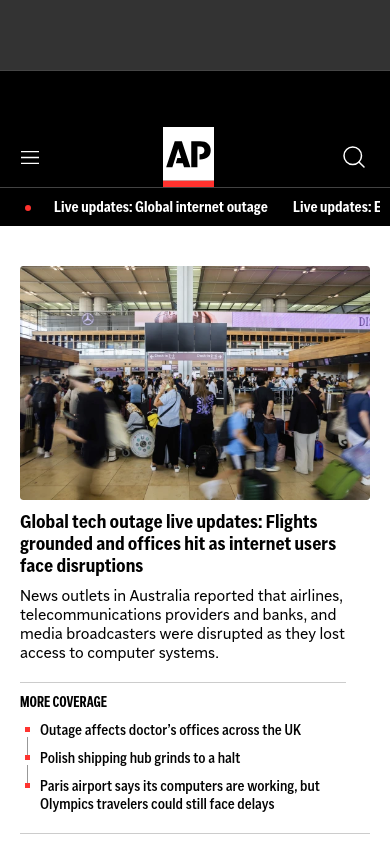 AP
Live updates: Global internet outage
Live updates: E
Global tech outage live updates: Flights
grounded and offices hit as internet users
face disruptions
News outlets in Australia reported that airlines,
telecommunications providers and banks, and
media broadcasters were disrupted as they lost
access to computer systems.
MORE COVERAGE
Outage affects doctor’s offices across the UK
Polish shipping hub grinds to a halt
Paris airport says its computers are working, but
Olympics travelers could still face delays